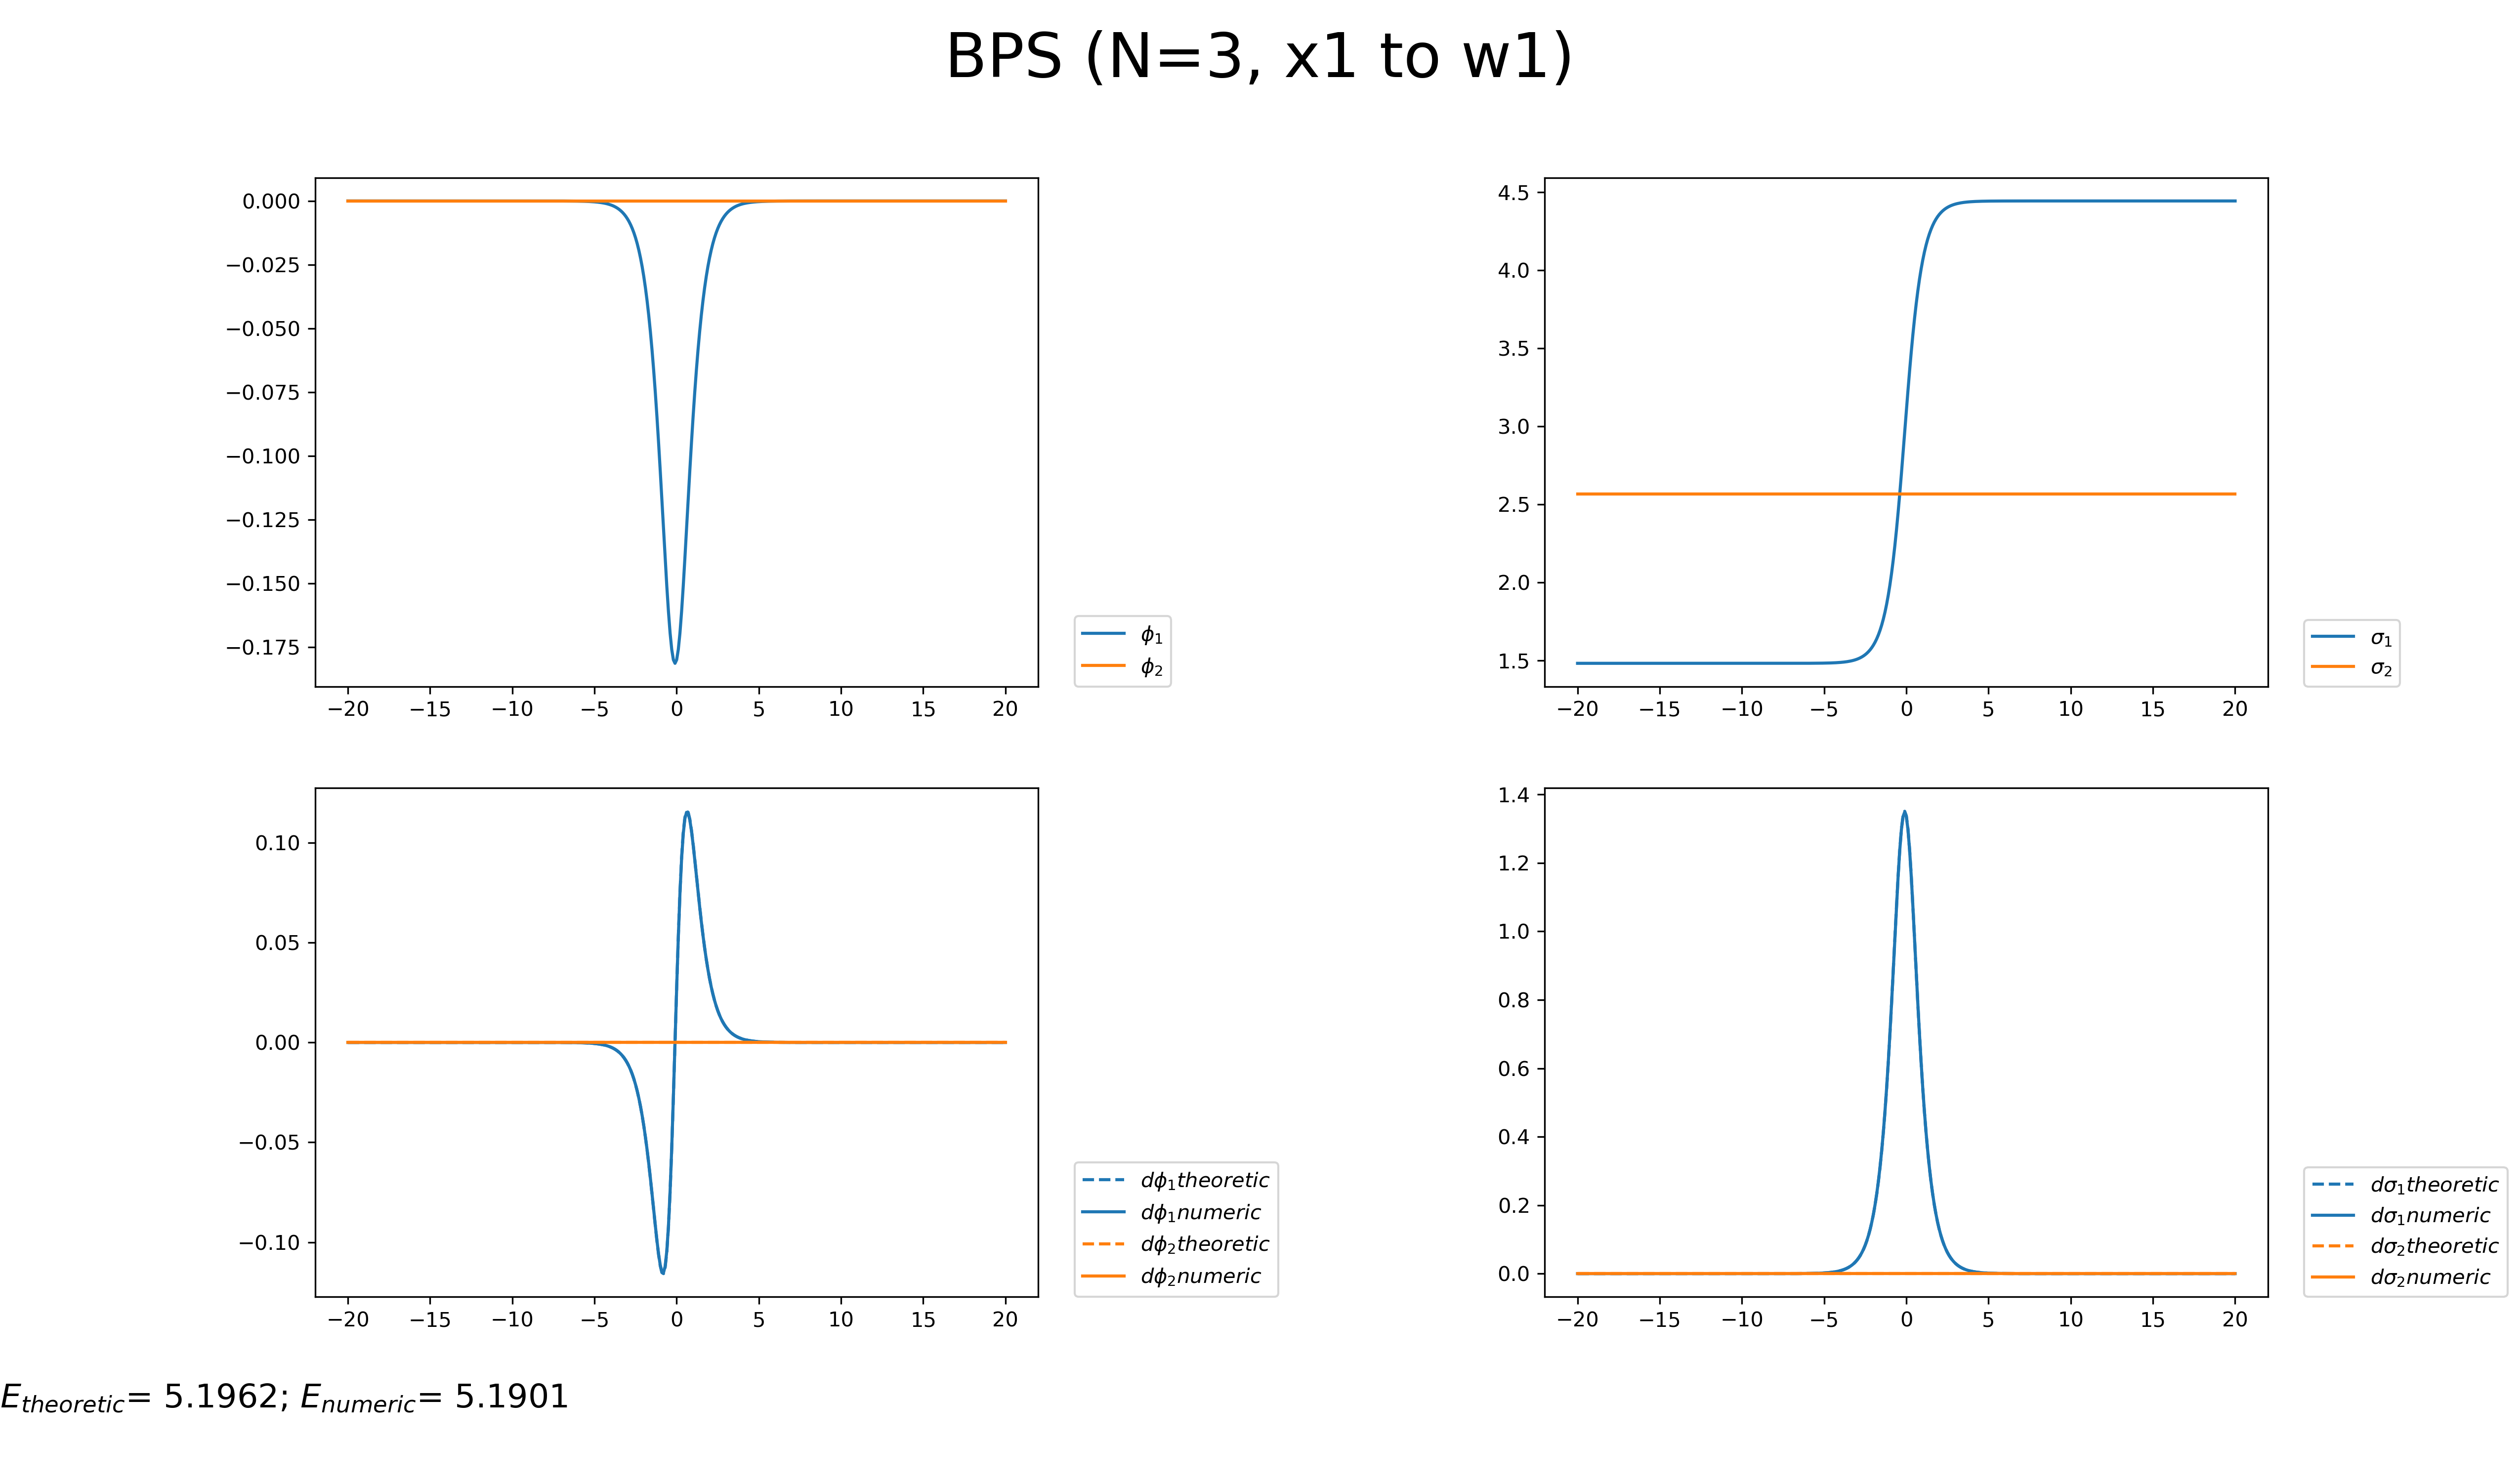 BPS (N=3, x1 to w1)
0.000
−0.025
−0.050
−0.075
−0.100
−0.125
−0.150
−0.175
−20 −15 −10 −5 0 5 10 15 20
ϕ1
ϕ2
4.5
4.0
3.5
3.0
2.5
2.0
1.5
−20 −15 −10 −5 0 5 10 15 20
σ1
σ2
0.10
0.05
0.00
−0.05
−0.10
−20 −15 −10 −5 0 5 10 15 20
dϕ1theoretic
dϕ1numeric
dϕ2theoretic
dϕ2numeric
1.4
1.2
1.0
0.8
0.6
0.4
0.2
0.0
−20 −15 −10 −5 0 5 10 15 20
dσ1theoretic
dσ1numeric
dσ2theoretic
dσ2numeric
Etheoretic= 5.1962; Enumeric= 5.1901